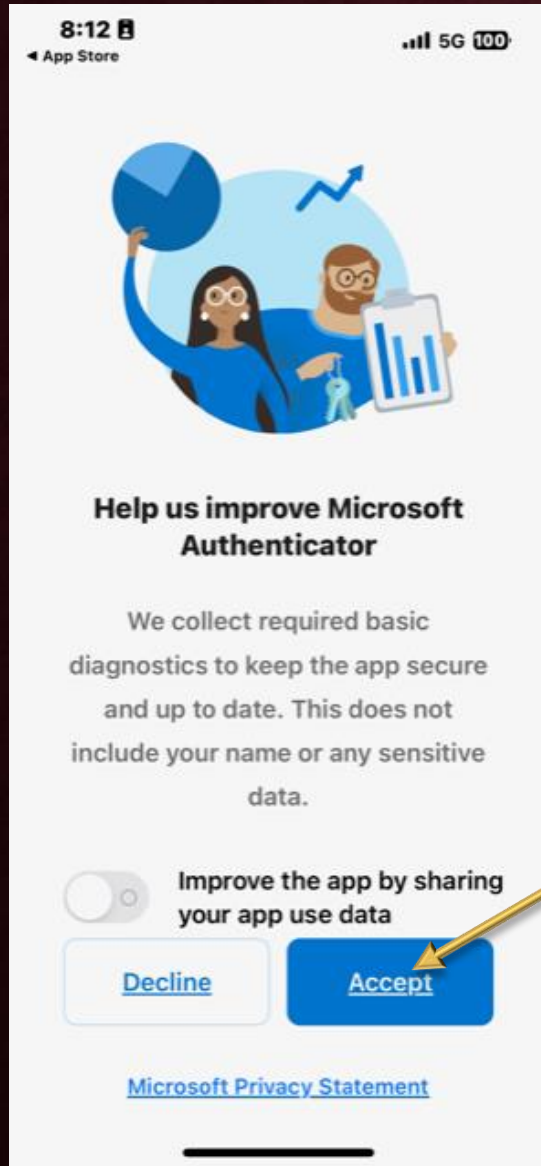 8:12
◀ App Store
5G 100
Help us improve Microsoft
Authenticator
We collect required basic
diagnostics to keep the app secure
and up to date. This does not
include your name or any sensitive
data.
Improve the app by sharing
your app use data
Decline
Accept
Microsoft Privacy Statement